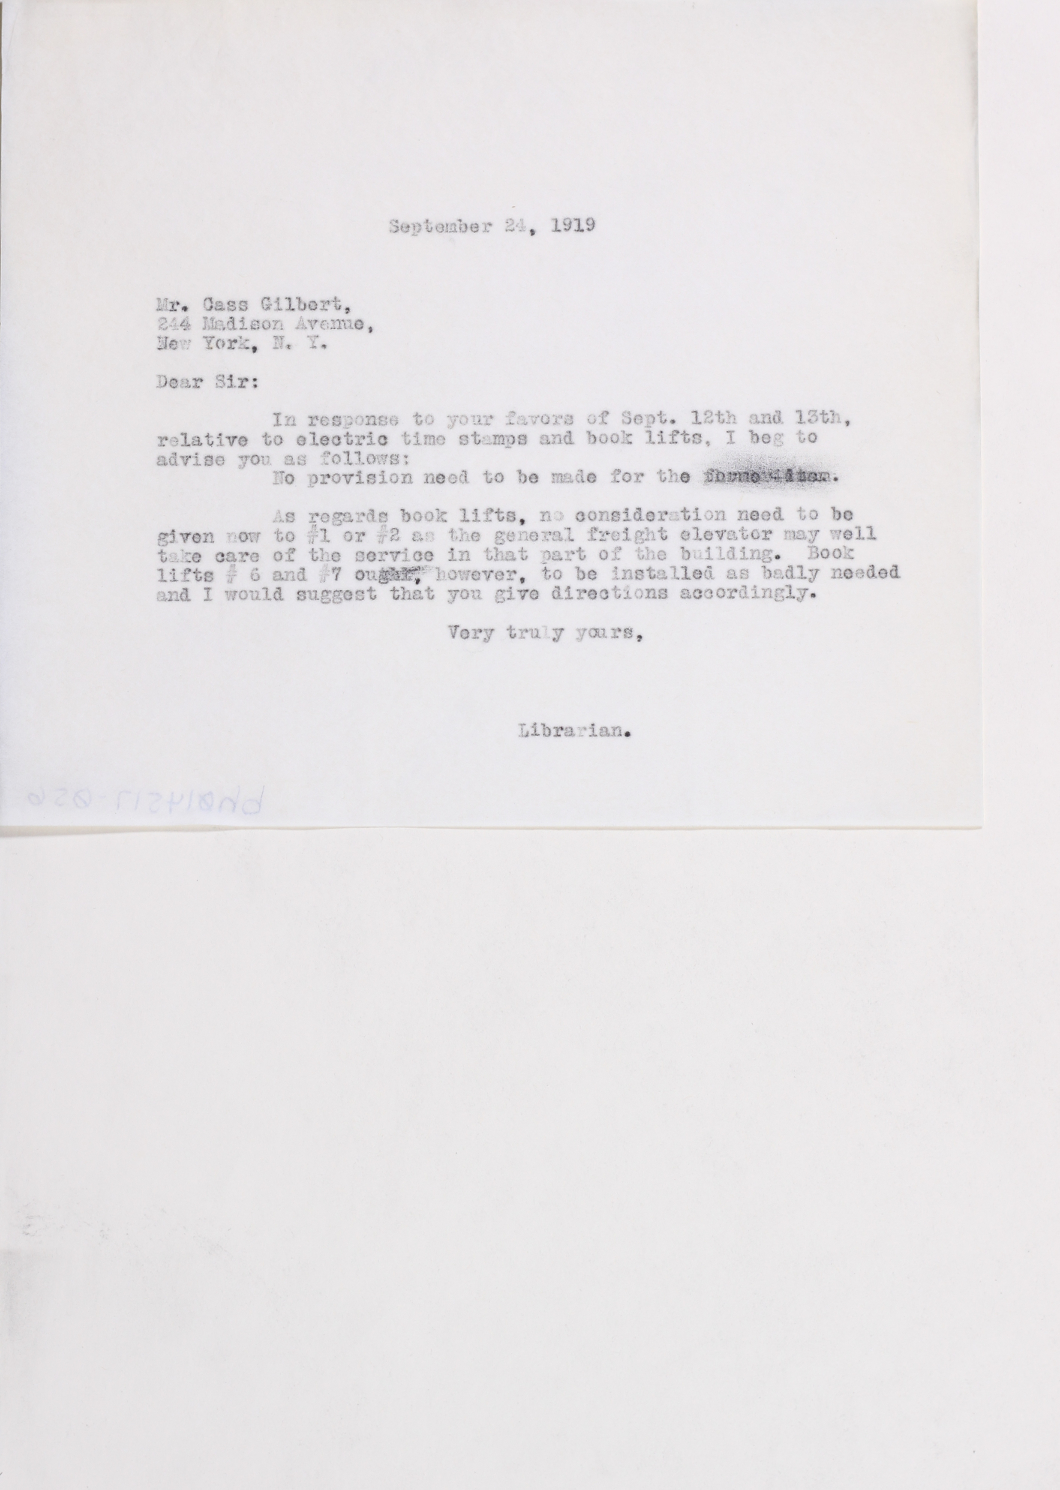 September 24, 1919
Mr. Cass Gilbert,
244 Madison Avenue,
New York, N. Y.
Dear Sir:
In response to your favors of Sept. 12th and 13th,
relative to electric time stamps and book lifts, I beg to
advise you as follows:
No provision need to be made for the
As regards book lifts, no consideration need to be
given now to #1 or #2 as the general freight elevator may well
take care of the service in that part of the building. Book
lifts # 6 and #7 ought, however, to be installed as badly needed
and I would suggest that you give directions accordingly.
Very truly yours,
Librarian.